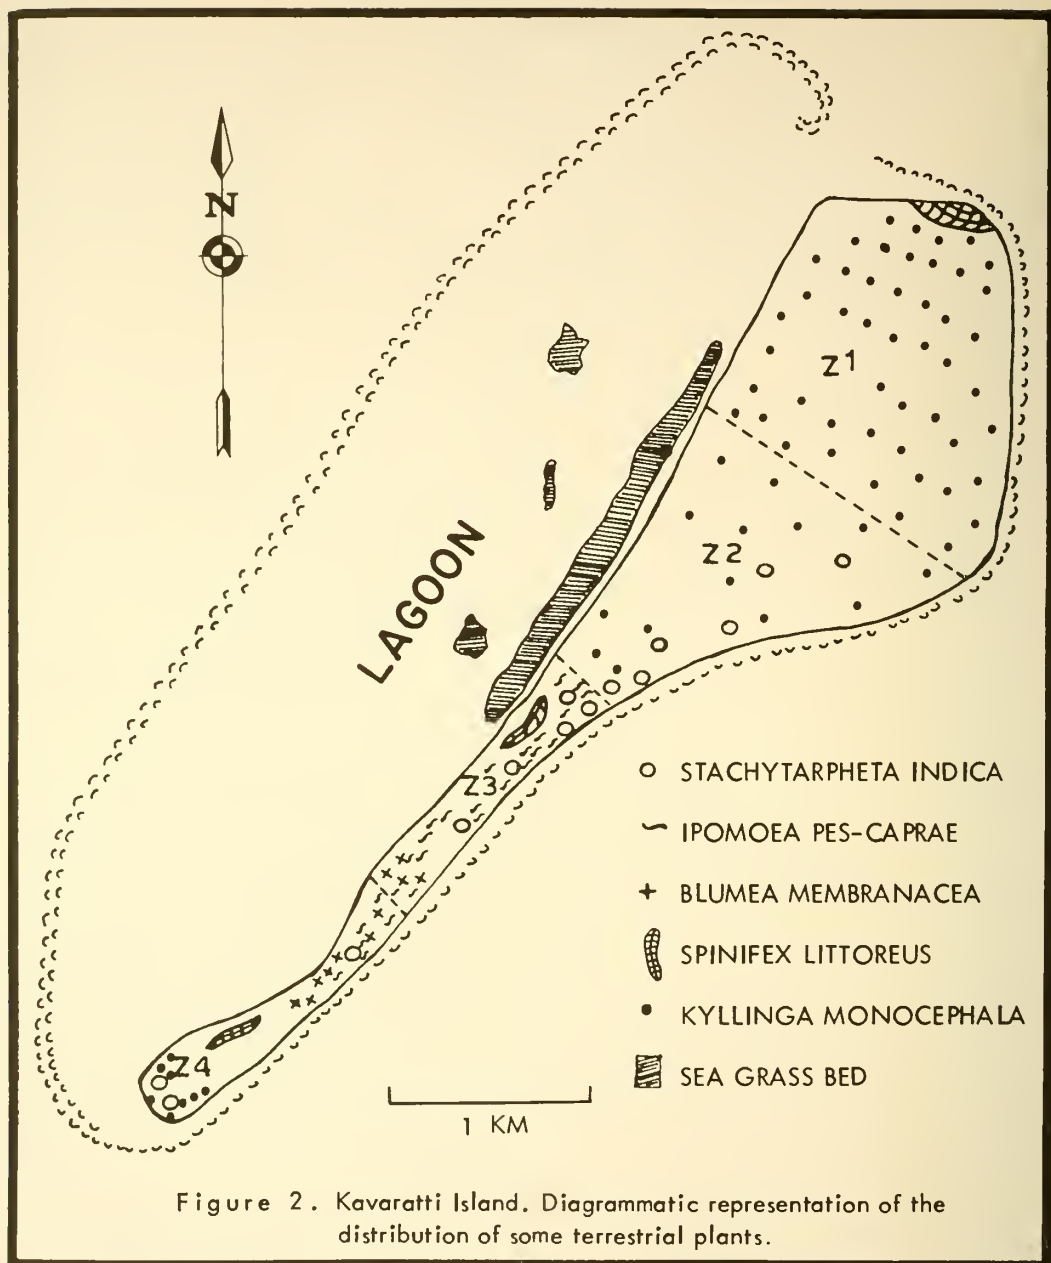 N
Z1
Z2
LAGOON
Z3
Z4
STACHYTARPHETA INDICA
IPOMOEA PES-CAPRAE
BLUMEA MEMBRANACEA
SPINIFEX LITTOREUS
KYLLINGA MONOCEPHALA
SEA GRASS BED
1 KM
Figure 2. Kavaratti Island. Diagrammatic representation of the
distribution of some terrestrial plants.